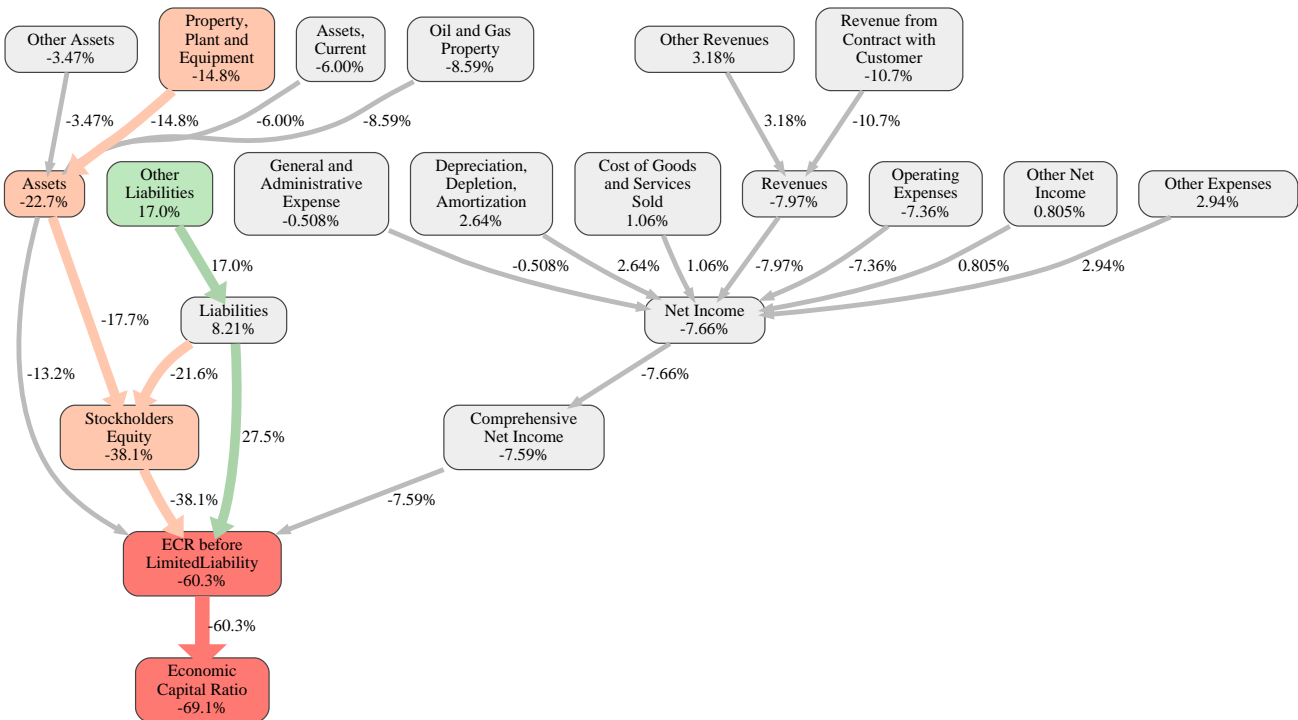 Other Assets
-3.47%
Property,
Plant and
Equipment
-14.8%
Assets,
Current
-6.00%
Oil and Gas
Property
-8.59%
Other Revenues
3.18%
Revenue from
Contract with
Customer
-10.7%
-3.47%
-14.8%
-6.00%
-8.59%
3.18%
-10.7%
Assets
-22.7%
Other
Liabilities
17.0%
General and
Administrative
Expense
-0.508%
Depreciation,
Depletion,
Amortization
2.64%
Cost of Goods
and Services
Sold
1.06%
Revenues
-7.97%
Operating
Expenses
-7.36%
Other Net
Income
0.805%
Other Expenses
2.94%
17.0%
-0.508%
2.64%
1.06%
-7.97%
-7.36%
0.805%
2.94%
Liabilities
8.21%
Net Income
-7.66%
-17.7%
-13.2%
-21.6%
-7.66%
Stockholders
Equity
-38.1%
27.5%
Comprehensive
Net Income
-7.59%
-38.1%
-7.59%
ECR before
LimitedLiability
-60.3%
-60.3%
Economic
Capital Ratio
-69.1%